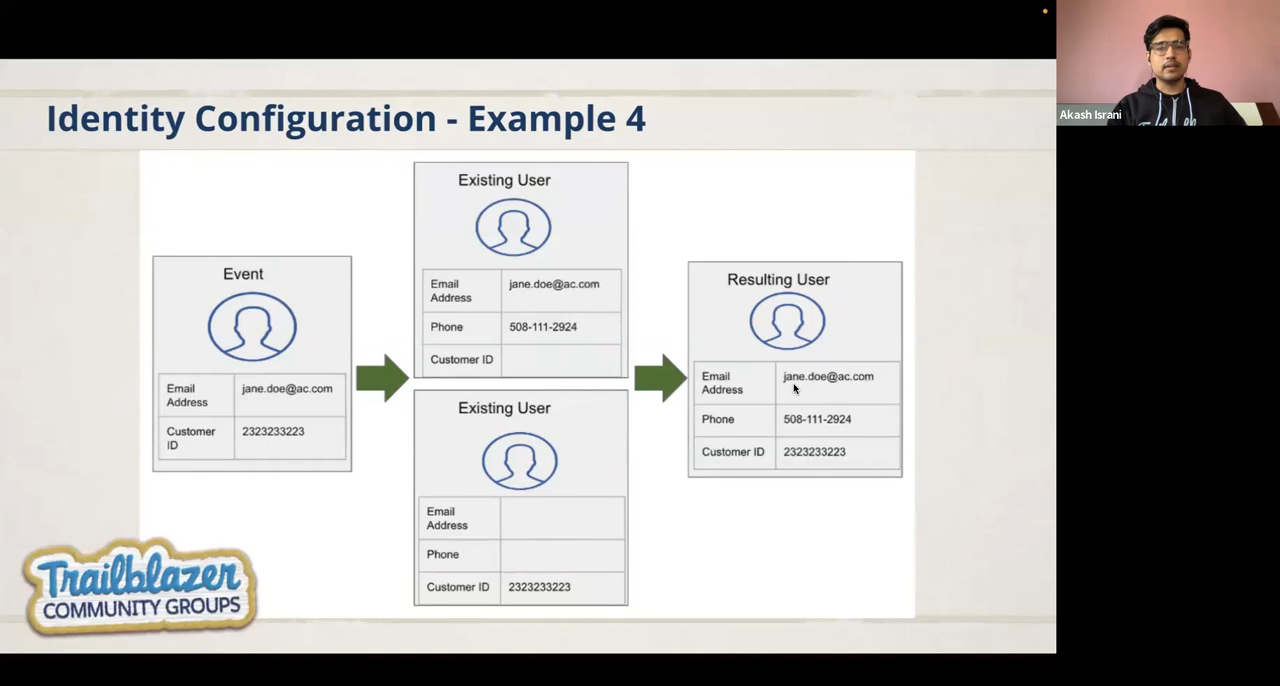 Akash Israni
Identity Configuration - Example 4
Event
Email Address jane.doe@ac.com
Customer ID 2323233223
Existing User
Email Address jane.doe@ac.com
Phone 508-111-2924
Customer ID
Existing User
Email Address
Phone
Customer ID 2323233223
Resulting User
Email Address jane.doe@ac.com
Phone 508-111-2924
Customer ID 2323233223
Trailblazer
COMMUNITY GROUPS